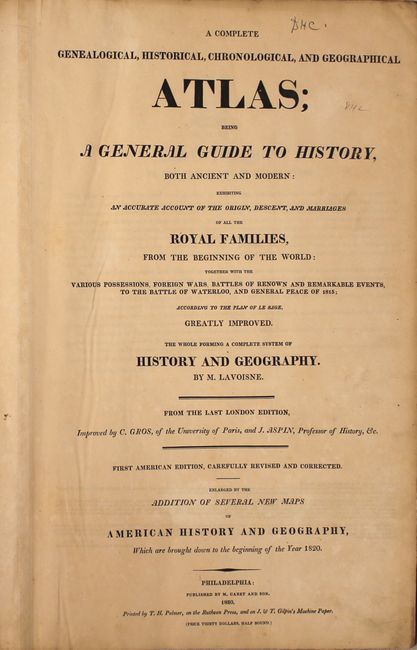 DHC.
A COMPLETE
GENEALOGICAL, HISTORICAL, CHRONOLOGICAL, AND GEOGRAPHICAL
ATLAS;
BEING
A GENERAL GUIDE TO HISTORY,
BOTH ANCIENT AND MODERN:
EXHIBITING
AN ACCURATE ACCOUNT OF THE ORIGIN, DESCENT, AND MARRIAGES
OF ALL THE
ROYAL FAMILIES,
FROM THE BEGINNING OF THE WORLD:
TOGETHER WITH THE
VARIOUS POSSESSIONS, FOREIGN WARS, BATTLES OF RENOWN AND REMARKABLE EVENTS,
TO THE BATTLE OF WATERLOO, AND GENERAL PEACE OF 1815;
ACCORDING TO THE PLAN OF LE SAGE,
GREATLY IMPROVED.
THE WHOLE FORMING A COMPLETE SYSTEM OF
HISTORY AND GEOGRAPHY.
BY M. LAVOISNE.
FROM THE LAST LONDON EDITION,
Improved by C. GROS, of the University of Paris, and J. ASPIN, Professor of History, &c.
FIRST AMERICAN EDITION, CAREFULLY REVISED AND CORRECTED.
ENLARGED BY THE
ADDITION OF SEVERAL NEW MAPS
OF
AMERICAN HISTORY AND GEOGRAPHY,
Which are brought down to the beginning of the Year 1820.
PHILADELPHIA:
PUBLISHED BY M. CAREY AND SON.
1820.
Printed by T. H. Palmer, on the Ruthven Press, and on J. & T. Gilpin's Machine Paper.
(PRICE THIRTY DOLLARS, HALF BOUND.)